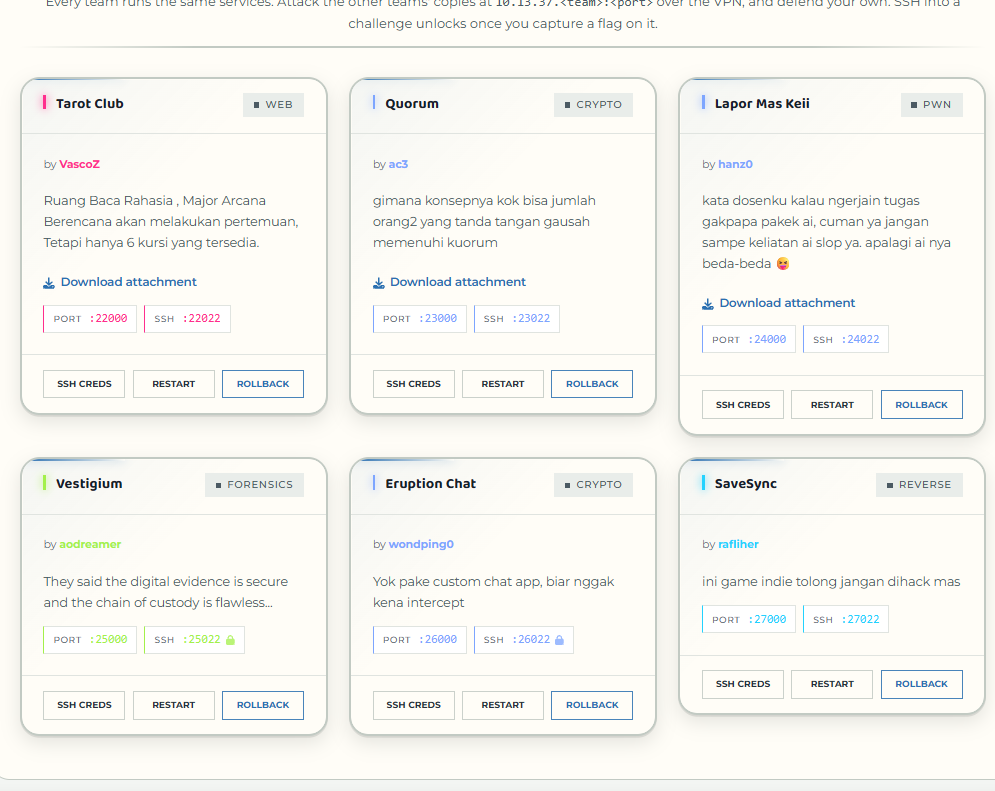 Every team runs the same services. Attack the other teams' copies at 10.13.37.<team>:<port> over the VPN, and defend your own. SSH into a
challenge unlocks once you capture a flag on it.
Tarot Club
WEB
by VascoZ
Ruang Baca Rahasia , Major Arcana
Berencana akan melakukan pertemuan,
Tetapi hanya 6 kursi yang tersedia.
Download attachment
PORT :22000 SSH :22022
SSH CREDS RESTART ROLLBACK
Quorum
CRYPTO
by ac3
gimana konsepnya kok bisa jumlah
orang2 yang tanda tangan gausah
memenuhi kuorum
Download attachment
PORT :23000 SSH :23022
SSH CREDS RESTART ROLLBACK
Lapor Mas Keii
PWN
by hanz0
kata dosenku kalau ngerjain tugas
gakpapa pakek ai, cuman ya jangan
sampe keliatan ai slop ya. apalagi ai nya
beda-beda 😝
Download attachment
PORT :24000 SSH :24022
SSH CREDS RESTART ROLLBACK
Vestigium
FORENSICS
by aodreamer
They said the digital evidence is secure
and the chain of custody is flawless...
PORT :25000 SSH :25022
SSH CREDS RESTART ROLLBACK
Eruption Chat
CRYPTO
by wondping0
Yok pake custom chat app, biar nggak
kena intercept
PORT :26000 SSH :26022
SSH CREDS RESTART ROLLBACK
SaveSync
REVERSE
by rafliher
ini game indie tolong jangan dihack mas
PORT :27000 SSH :27022
SSH CREDS RESTART ROLLBACK